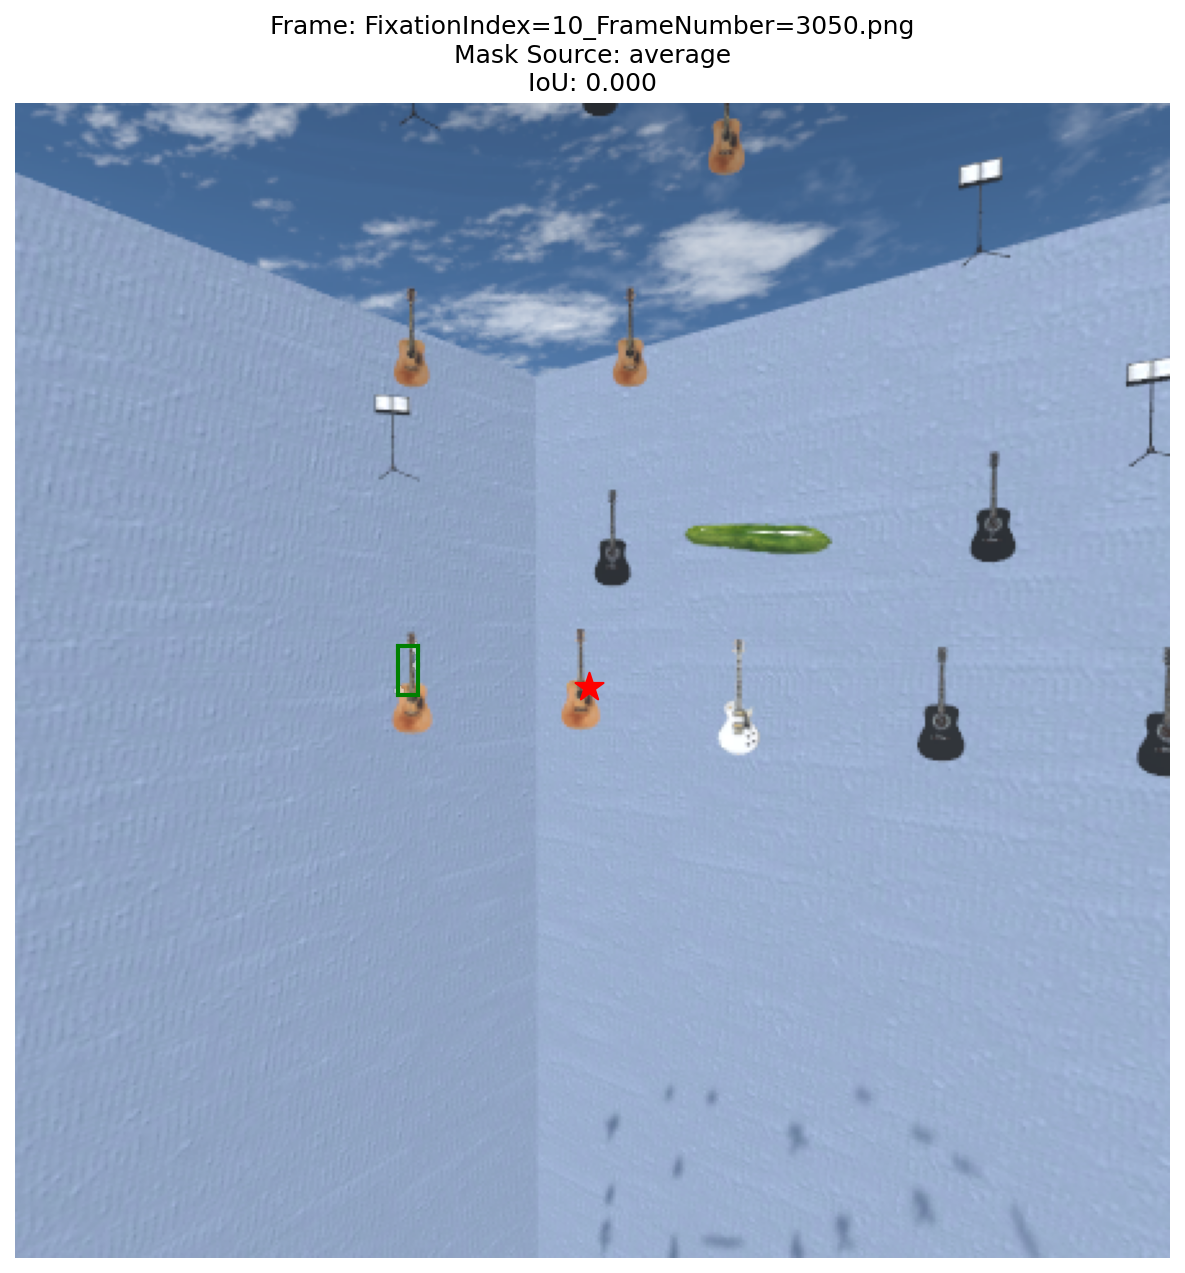 Frame: FixationIndex=10_FrameNumber=3050.png
Mask Source: average
IoU: 0.000